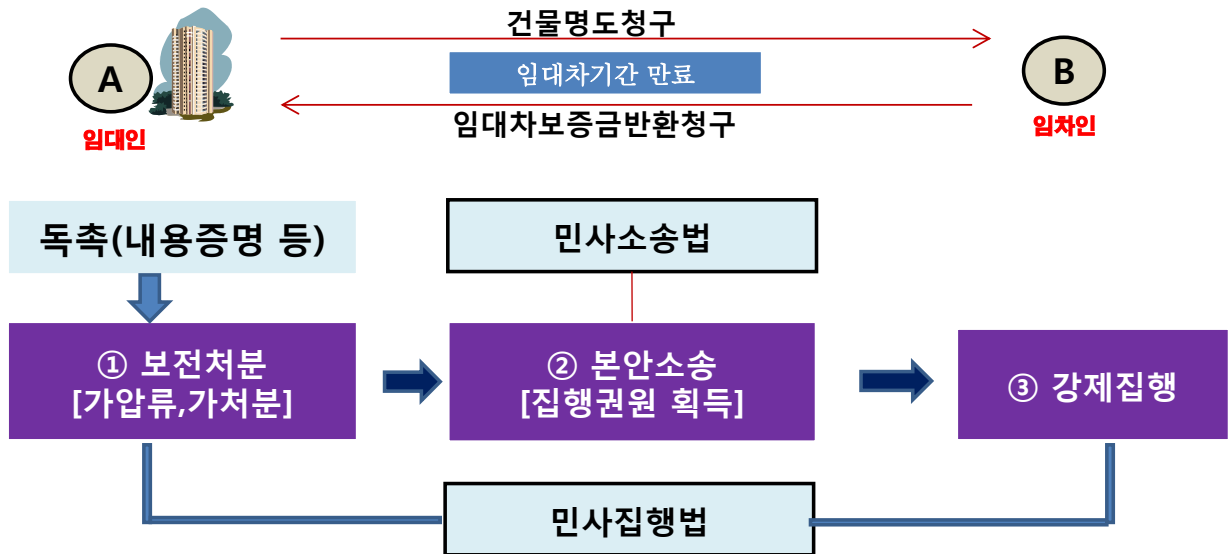 건물명도청구
A
임대차기간 만료
B
임대인
임대차보증금반환청구
임차인
독촉(내용증명 등)
민사소송법
① 보전처분
[가압류,가처분]
② 본안소송
[집행권원 획득]
③ 강제집행
민사집행법